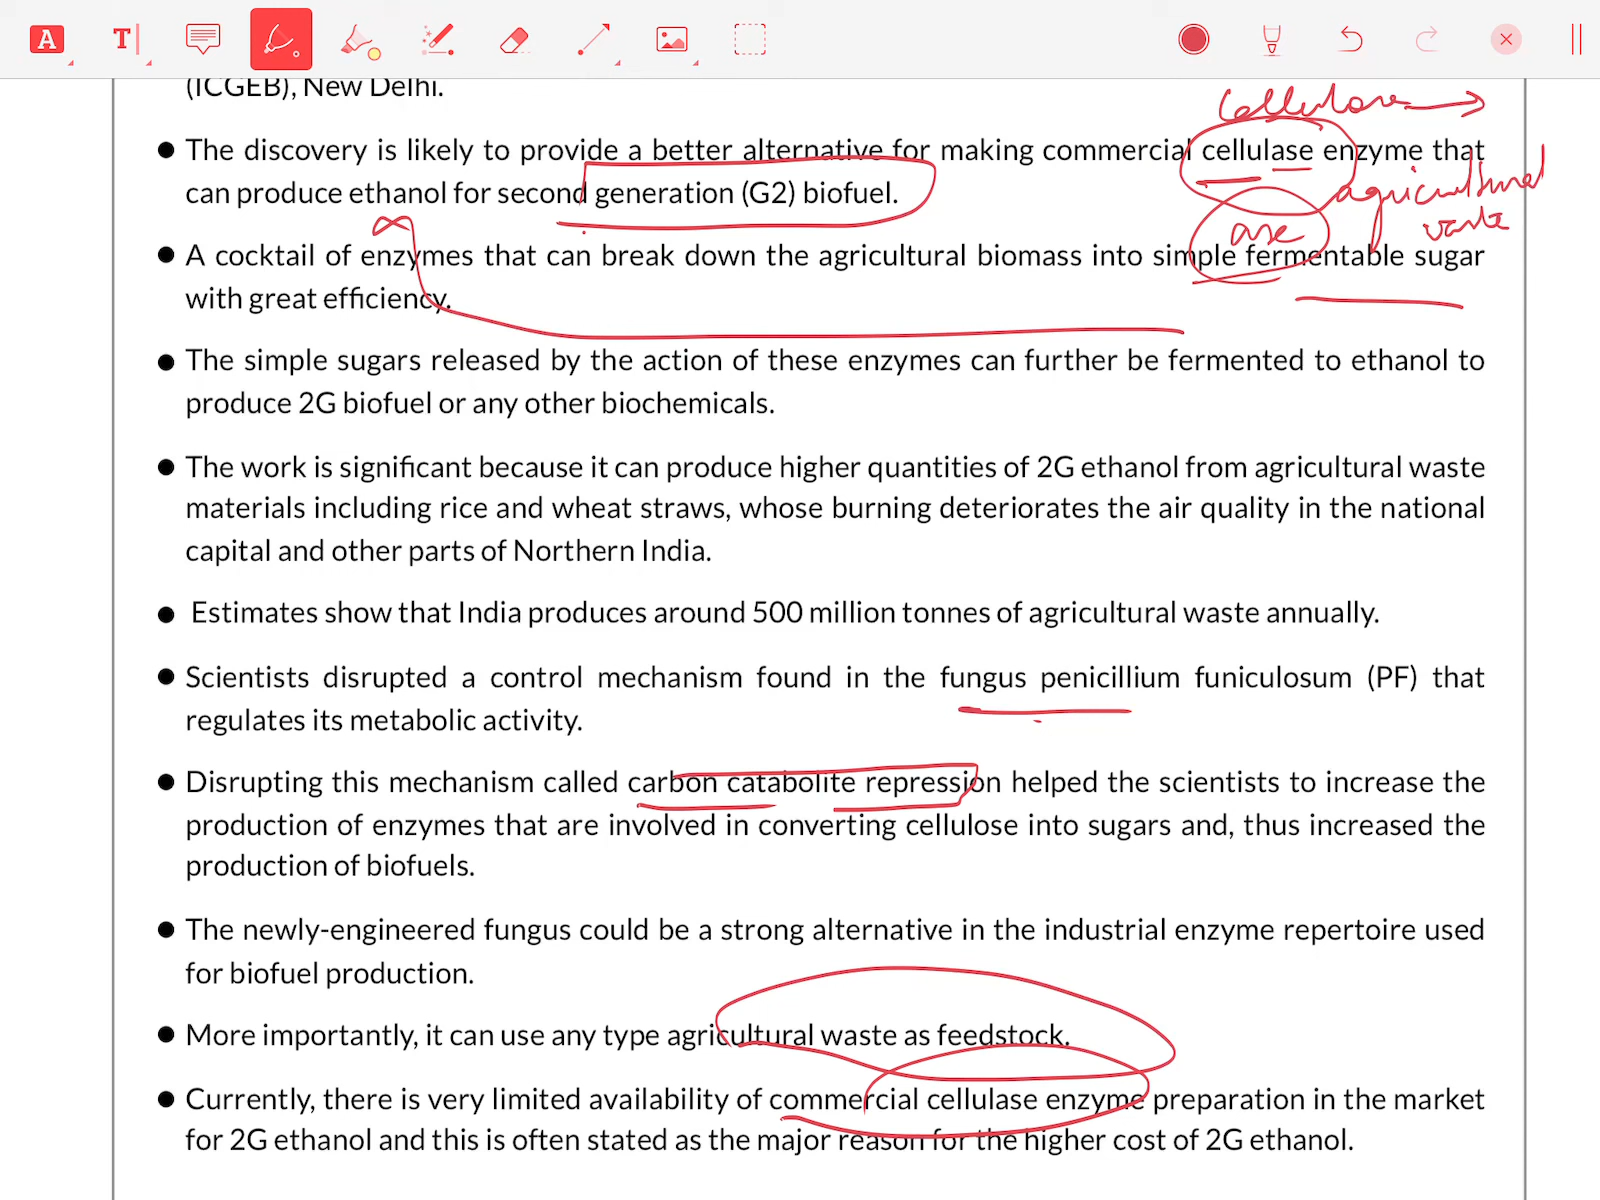 A T
(ICGEB), New Delhi.
Cellulose →
● The discovery is likely to provide a better alternative for making commercial cellulase enzyme that
can produce ethanol for second generation (G2) biofuel.
agricultural
waste
ase
● A cocktail of enzymes that can break down the agricultural biomass into simple fermentable sugar
with great efficiency.
● The simple sugars released by the action of these enzymes can further be fermented to ethanol to
produce 2G biofuel or any other biochemicals.
● The work is significant because it can produce higher quantities of 2G ethanol from agricultural waste
materials including rice and wheat straws, whose burning deteriorates the air quality in the national
capital and other parts of Northern India.
● Estimates show that India produces around 500 million tonnes of agricultural waste annually.
● Scientists disrupted a control mechanism found in the fungus penicillium funiculosum (PF) that
regulates its metabolic activity.
● Disrupting this mechanism called carbon catabolite repression helped the scientists to increase the
production of enzymes that are involved in converting cellulose into sugars and, thus increased the
production of biofuels.
● The newly-engineered fungus could be a strong alternative in the industrial enzyme repertoire used
for biofuel production.
● More importantly, it can use any type agricultural waste as feedstock.
● Currently, there is very limited availability of commercial cellulase enzyme preparation in the market
for 2G ethanol and this is often stated as the major reason for the higher cost of 2G ethanol.